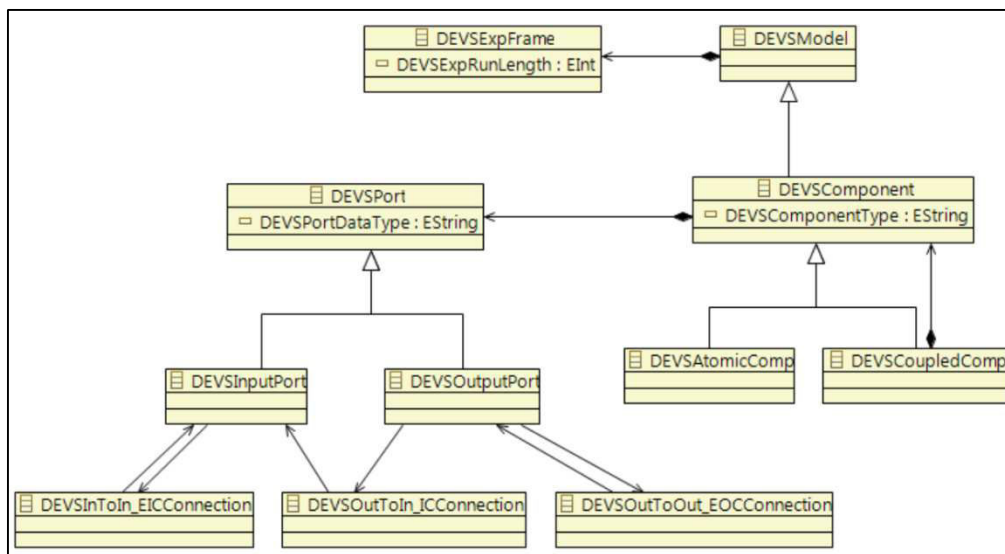 DEVSExpFrame
DEVSExpRunLength : EInt
DEVSModel
DEVSPort
DEVSPortDataType : EString
DEVSComponent
DEVSComponentType : EString
DEVSAtomicComp
DEVSCoupledComp
DEVSInputPort
DEVSOutputPort
DEVSInToIn_EICConnection
DEVSOutToIn_ICConnection
DEVSOutToOut_EOCConnection